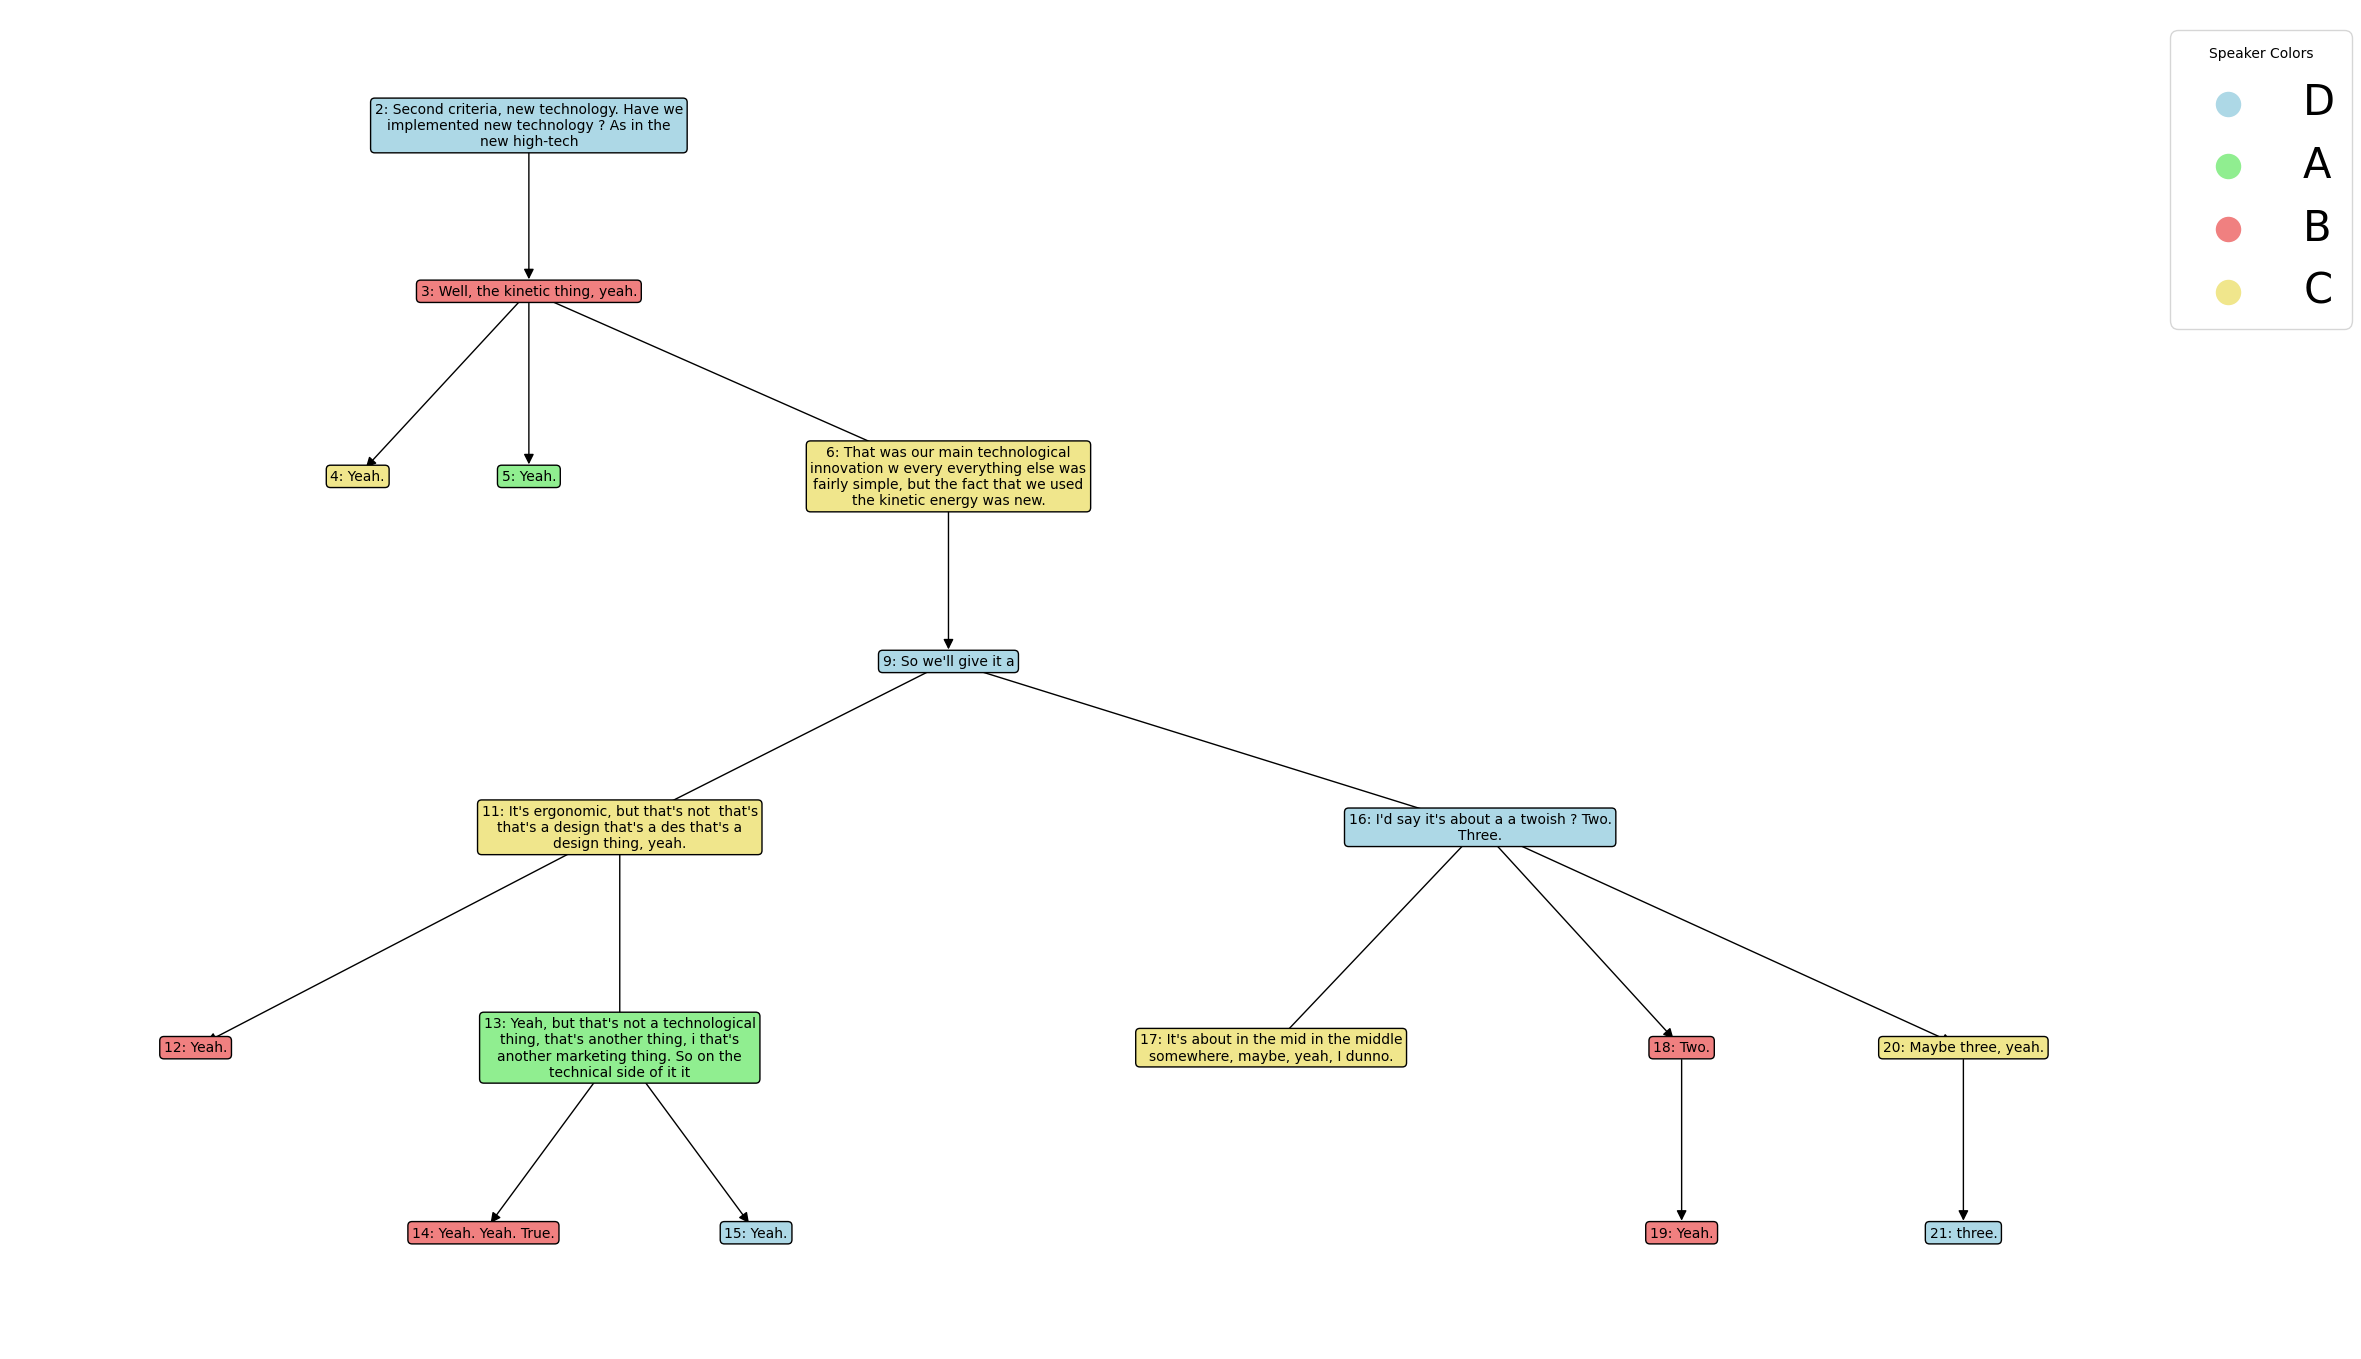 Speaker Colors
D
A
B
C
2: Second criteria, new technology. Have we
implemented new technology ? As in the
new high-tech
3: Well, the kinetic thing, yeah.
4: Yeah.
5: Yeah.
6: That was our main technological
innovation w every everything else was
fairly simple, but the fact that we used
the kinetic energy was new.
9: So we'll give it a
11: It's ergonomic, but that's not  that's
that's a design that's a des that's a
design thing, yeah.
16: I'd say it's about a a twoish ? Two.
Three.
12: Yeah.
13: Yeah, but that's not a technological
thing, that's another thing, i that's
another marketing thing. So on the
technical side of it it
17: It's about in the mid in the middle
somewhere, maybe, yeah, I dunno.
18: Two.
20: Maybe three, yeah.
14: Yeah. Yeah. True.
15: Yeah.
19: Yeah.
21: three.